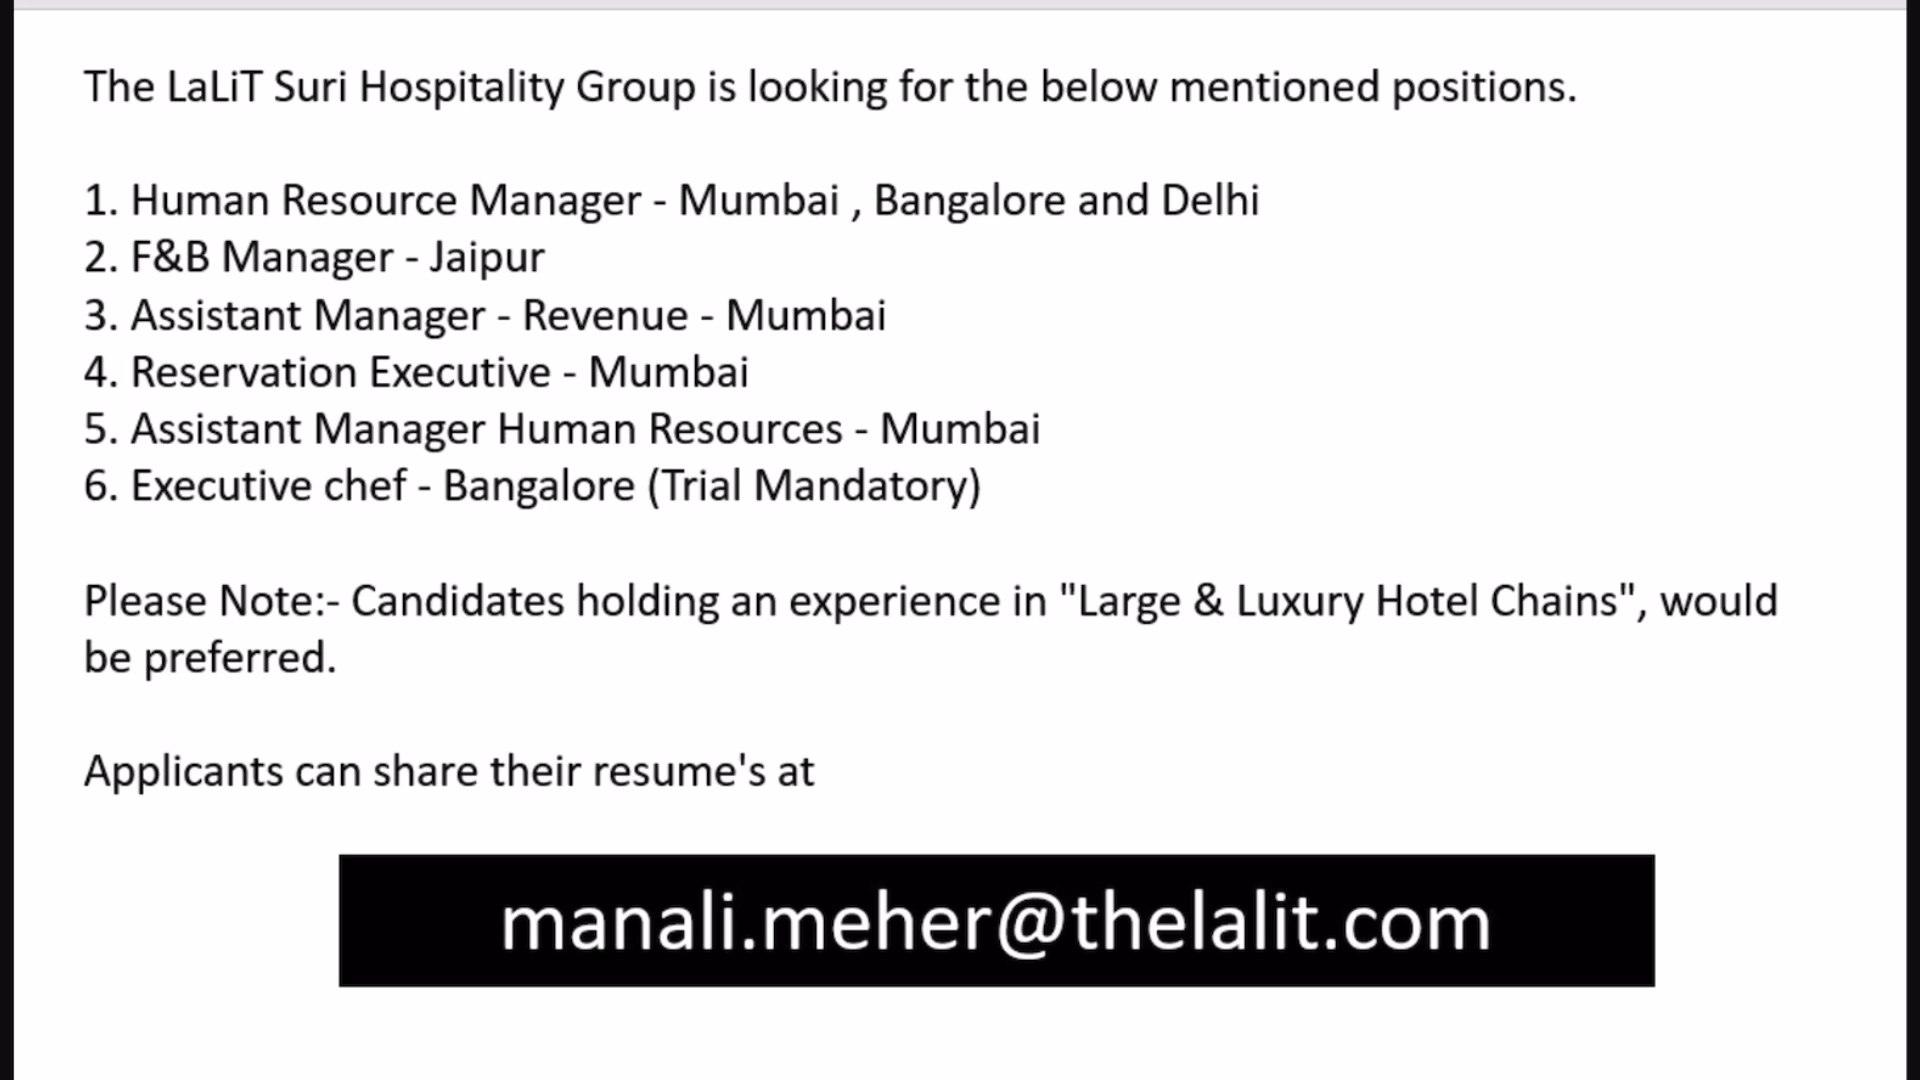 The LaLiT Suri Hospitality Group is looking for the below mentioned positions.
1. Human Resource Manager - Mumbai , Bangalore and Delhi
2. F&B Manager - Jaipur
3. Assistant Manager - Revenue - Mumbai
4. Reservation Executive - Mumbai
5. Assistant Manager Human Resources - Mumbai
6. Executive chef - Bangalore (Trial Mandatory)
Please Note:- Candidates holding an experience in "Large & Luxury Hotel Chains", would
be preferred.
Applicants can share their resume's at
manali.meher@thelalit.com